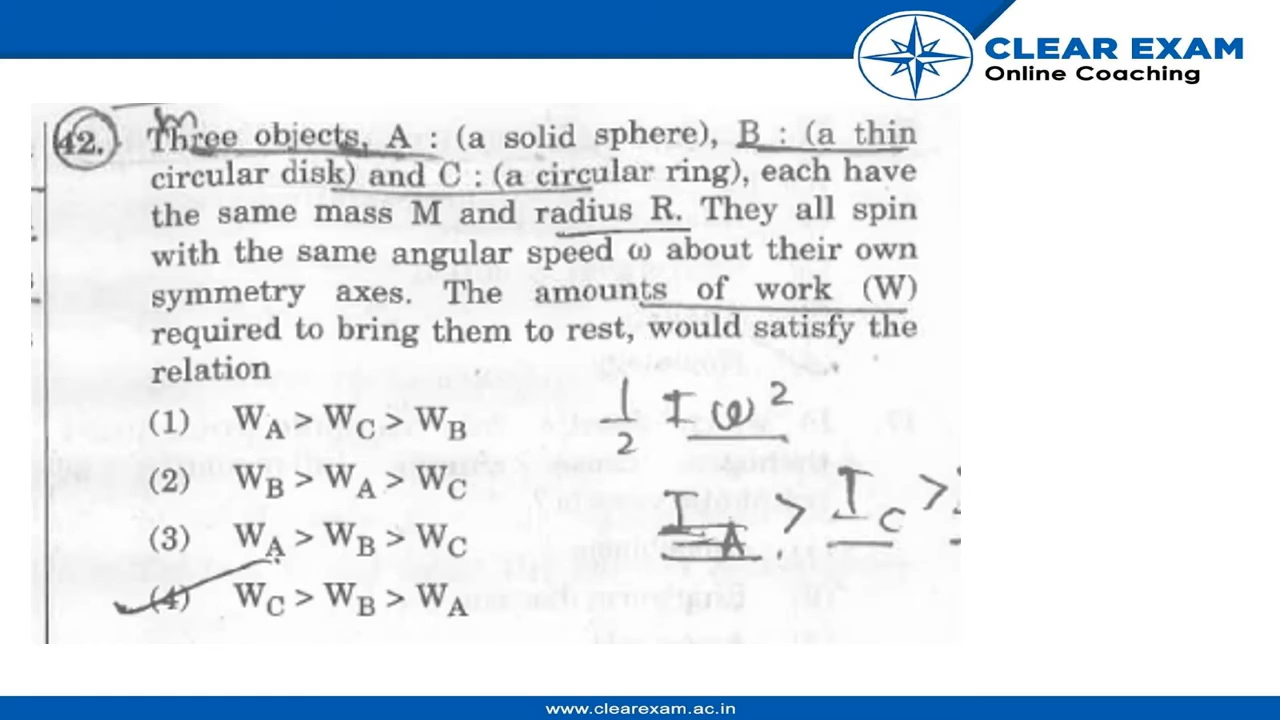 CLEAR EXAM
Online Coaching
42. Three objects, A : (a solid sphere), B : (a thin
circular disk) and C : (a circular ring), each have
the same mass M and radius R. They all spin
with the same angular speed ω about their own
symmetry axes. The amounts of work (W)
required to bring them to rest, would satisfy the
relation
(1) W_A > W_C > W_B
(2) W_B > W_A > W_C
(3) W_A > W_B > W_C
(4) W_C > W_B > W_A
1/2 I ω²
I_A > I_C >
www.clearexam.ac.in